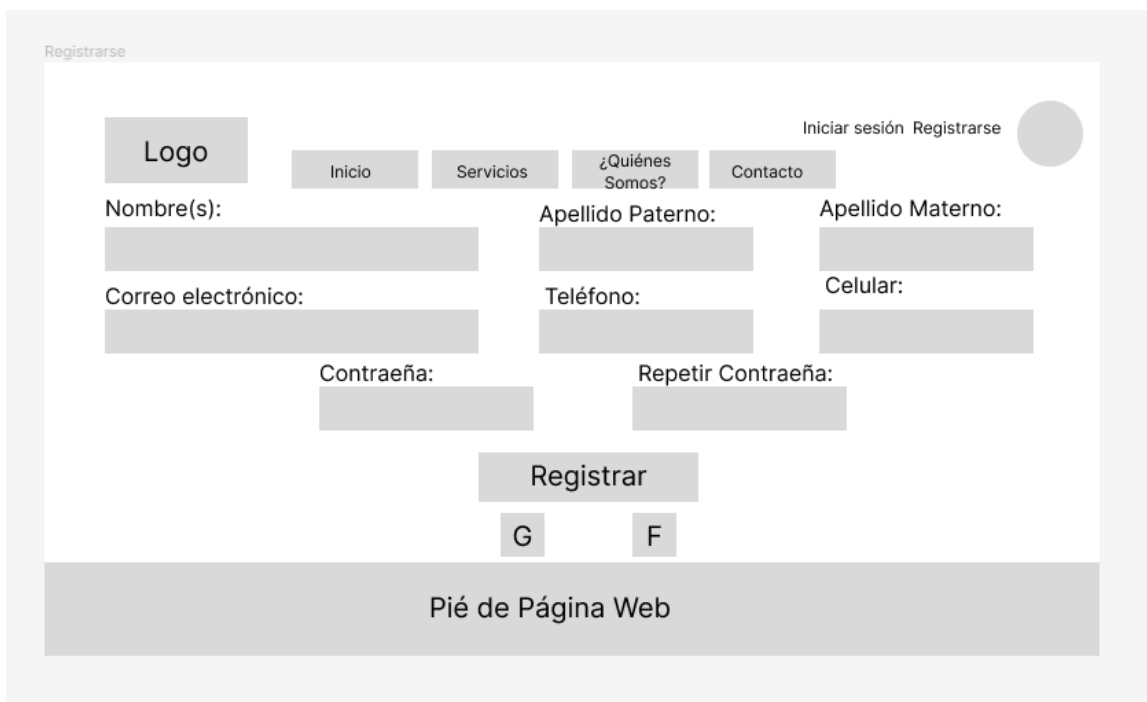 Registrarse
Iniciar sesión Registrarse
Logo
Inicio
Servicios
¿Quiénes
Somos?
Contacto
Nombre(s):
Apellido Paterno:
Apellido Materno:
Correo electrónico:
Teléfono:
Celular:
Contraeña:
Repetir Contraeña:
Registrar
G
F
Pié de Página Web